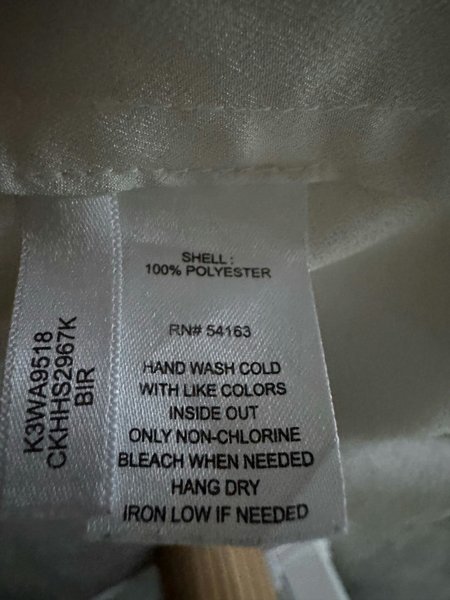 K3WA9518
CKHHS2967K
BIR
SHELL :
100% POLYESTER
RN# 54163
HAND WASH COLD
WITH LIKE COLORS
INSIDE OUT
ONLY NON-CHLORINE
BLEACH WHEN NEEDED
HANG DRY
IRON LOW IF NEEDED